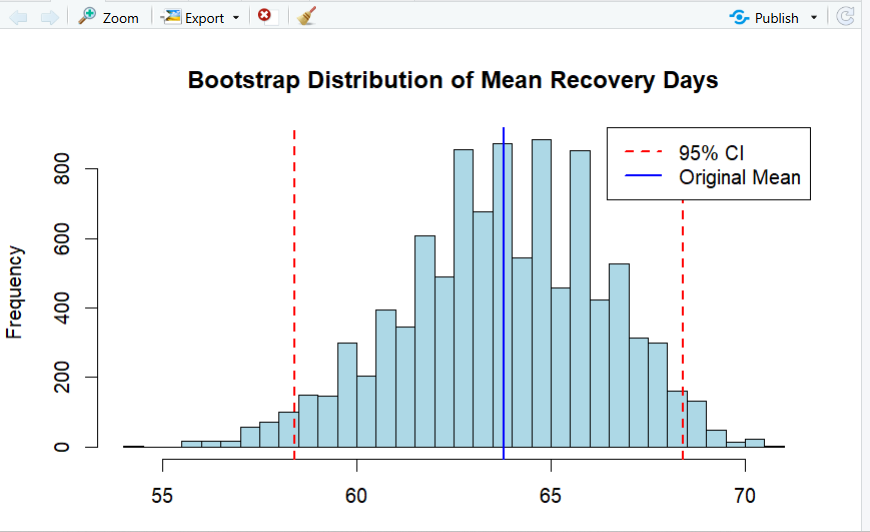 Zoom Export Publish
Bootstrap Distribution of Mean Recovery Days
95% CI
Original Mean
Frequency
800
600
400
200
0
55 60 65 70